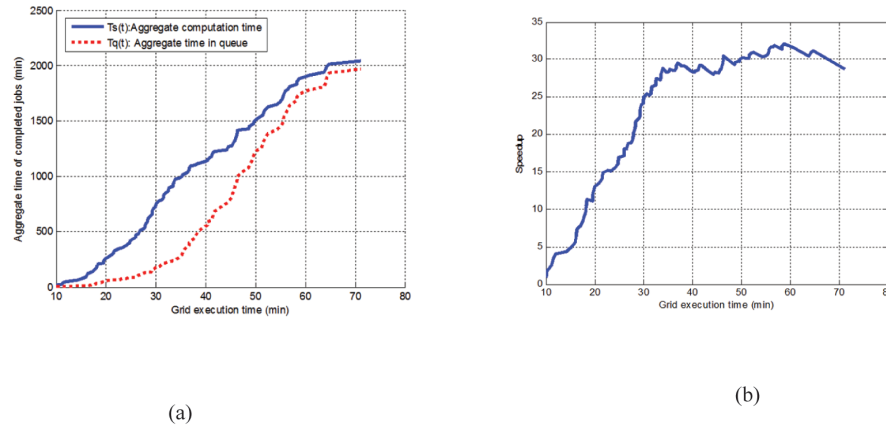 Ts(t):Aggregate computation time
Tq(t): Aggregate time in queue
Aggregate time of completed jobs (min)
2500
2000
1500
1000
500
0
10 20 30 40 50 60 70 80
Grid execution time (min)
(a)
Speedup
35
30
25
20
15
10
5
0
10 20 30 40 50 60 70 80
Grid execution time (min)
(b)